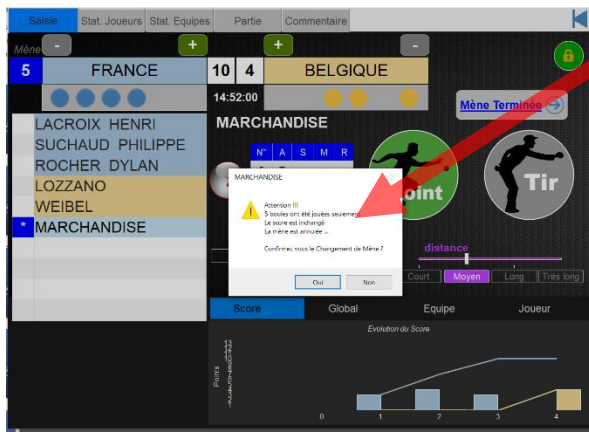 Saisie Stat. Joueurs Stat. Equipes Partie Commentaire
Mène - + + -
5 FRANCE 10 4 BELGIQUE
14:52:00
Mène Terminée
LACROIX HENRI
SUCHAUD PHILIPPE
ROCHER DYLAN
LOZZANO
WEIBEL
* MARCHANDISE
MARCHANDISE
N° A S M R
Point
Tir
MARCHANDISE
Attention !!!
5 boules ont été jouées seulement
Le score est inchangé
La mène est annulée ...
Confirmez vous le Changement de Mène ?
Oui Non
distance
Court Moyen Long Très long
Score Global Equipe Joueur
Evolution du Score
Points
0 1 2 3 4